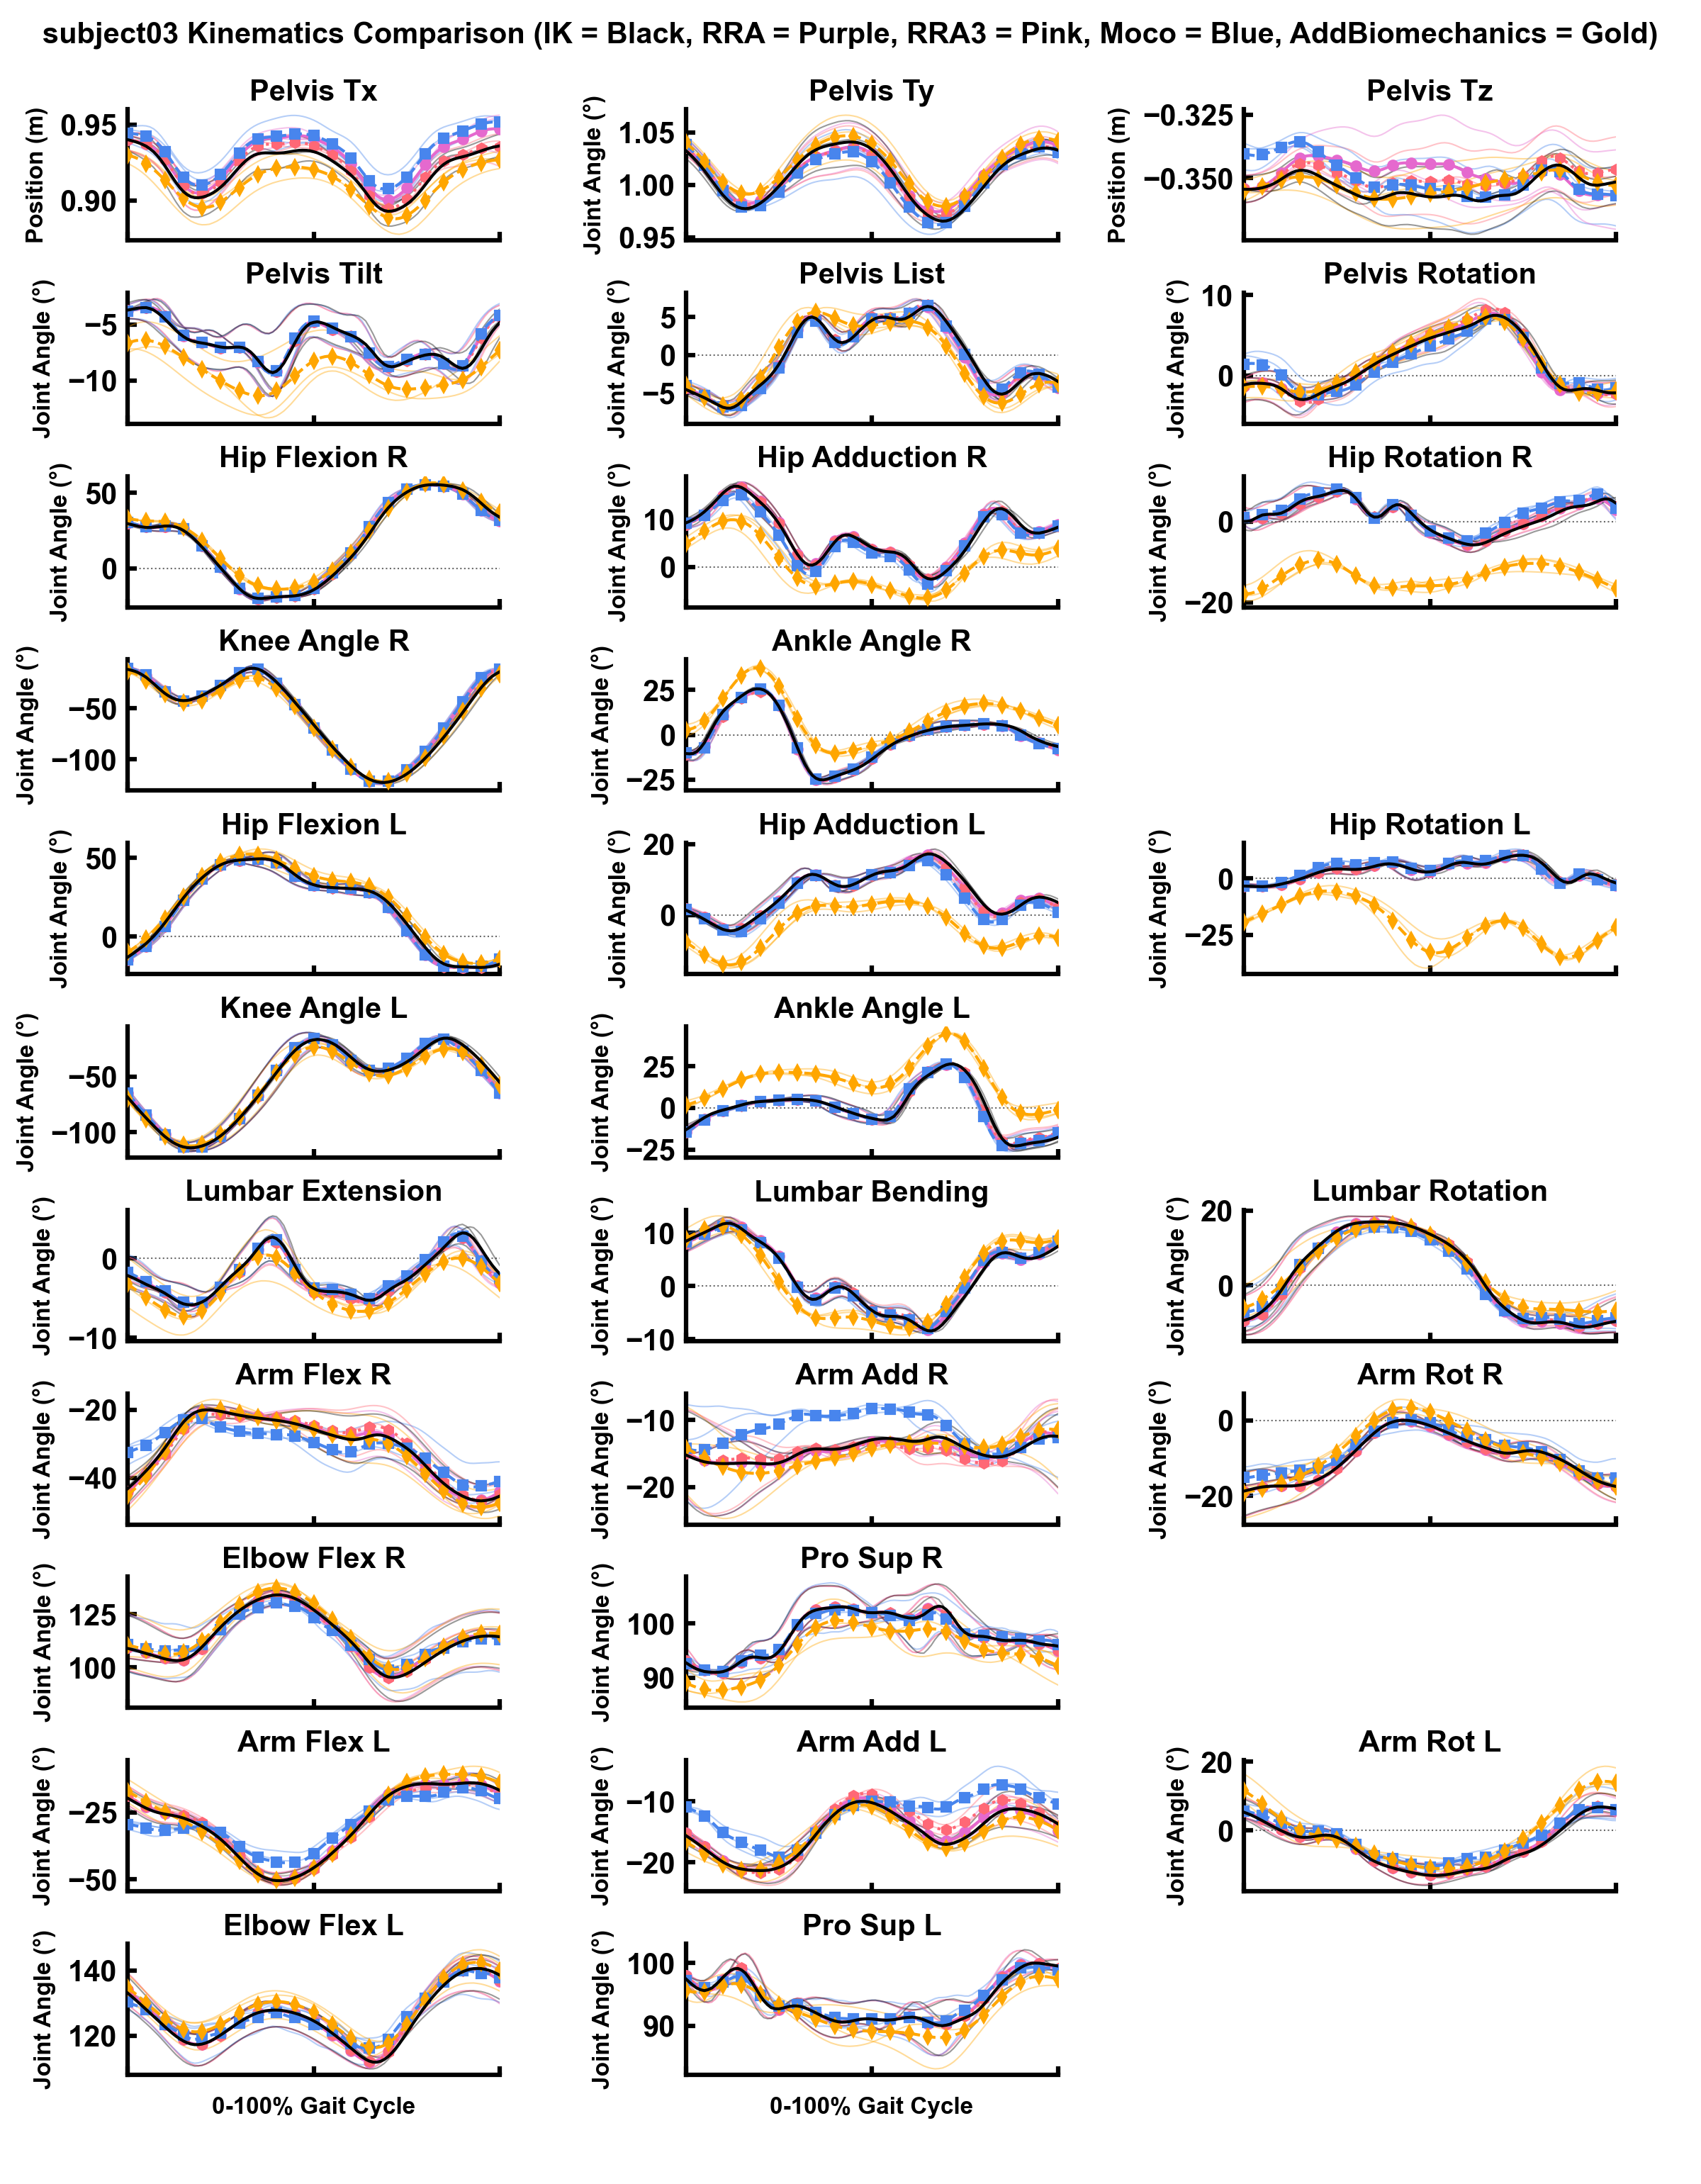 subject03 Kinematics Comparison (IK = Black, RRA = Purple, RRA3 = Pink, Moco = Blue, AddBiomechanics = Gold)
Pelvis Tx
Position (m)
0.95
0.90
Pelvis Ty
Joint Angle (°)
1.05
1.00
0.95
Pelvis Tz
Position (m)
−0.325
−0.350
Pelvis Tilt
Joint Angle (°)
−5
−10
Pelvis List
Joint Angle (°)
5
0
−5
Pelvis Rotation
Joint Angle (°)
10
0
Hip Flexion R
Joint Angle (°)
50
0
Hip Adduction R
Joint Angle (°)
10
0
Hip Rotation R
Joint Angle (°)
0
−20
Knee Angle R
Joint Angle (°)
−50
−100
Ankle Angle R
Joint Angle (°)
25
0
−25
Hip Flexion L
Joint Angle (°)
50
0
Hip Adduction L
Joint Angle (°)
20
0
Hip Rotation L
Joint Angle (°)
0
−25
Knee Angle L
Joint Angle (°)
−50
−100
Ankle Angle L
Joint Angle (°)
25
0
−25
Lumbar Extension
Joint Angle (°)
0
−10
Lumbar Bending
Joint Angle (°)
10
0
−10
Lumbar Rotation
Joint Angle (°)
20
0
Arm Flex R
Joint Angle (°)
−20
−40
Arm Add R
Joint Angle (°)
−10
−20
Arm Rot R
Joint Angle (°)
0
−20
Elbow Flex R
Joint Angle (°)
125
100
Pro Sup R
Joint Angle (°)
100
90
Arm Flex L
Joint Angle (°)
−25
−50
Arm Add L
Joint Angle (°)
−10
−20
Arm Rot L
Joint Angle (°)
20
0
Elbow Flex L
Joint Angle (°)
140
120
0-100% Gait Cycle
Pro Sup L
Joint Angle (°)
100
90
0-100% Gait Cycle